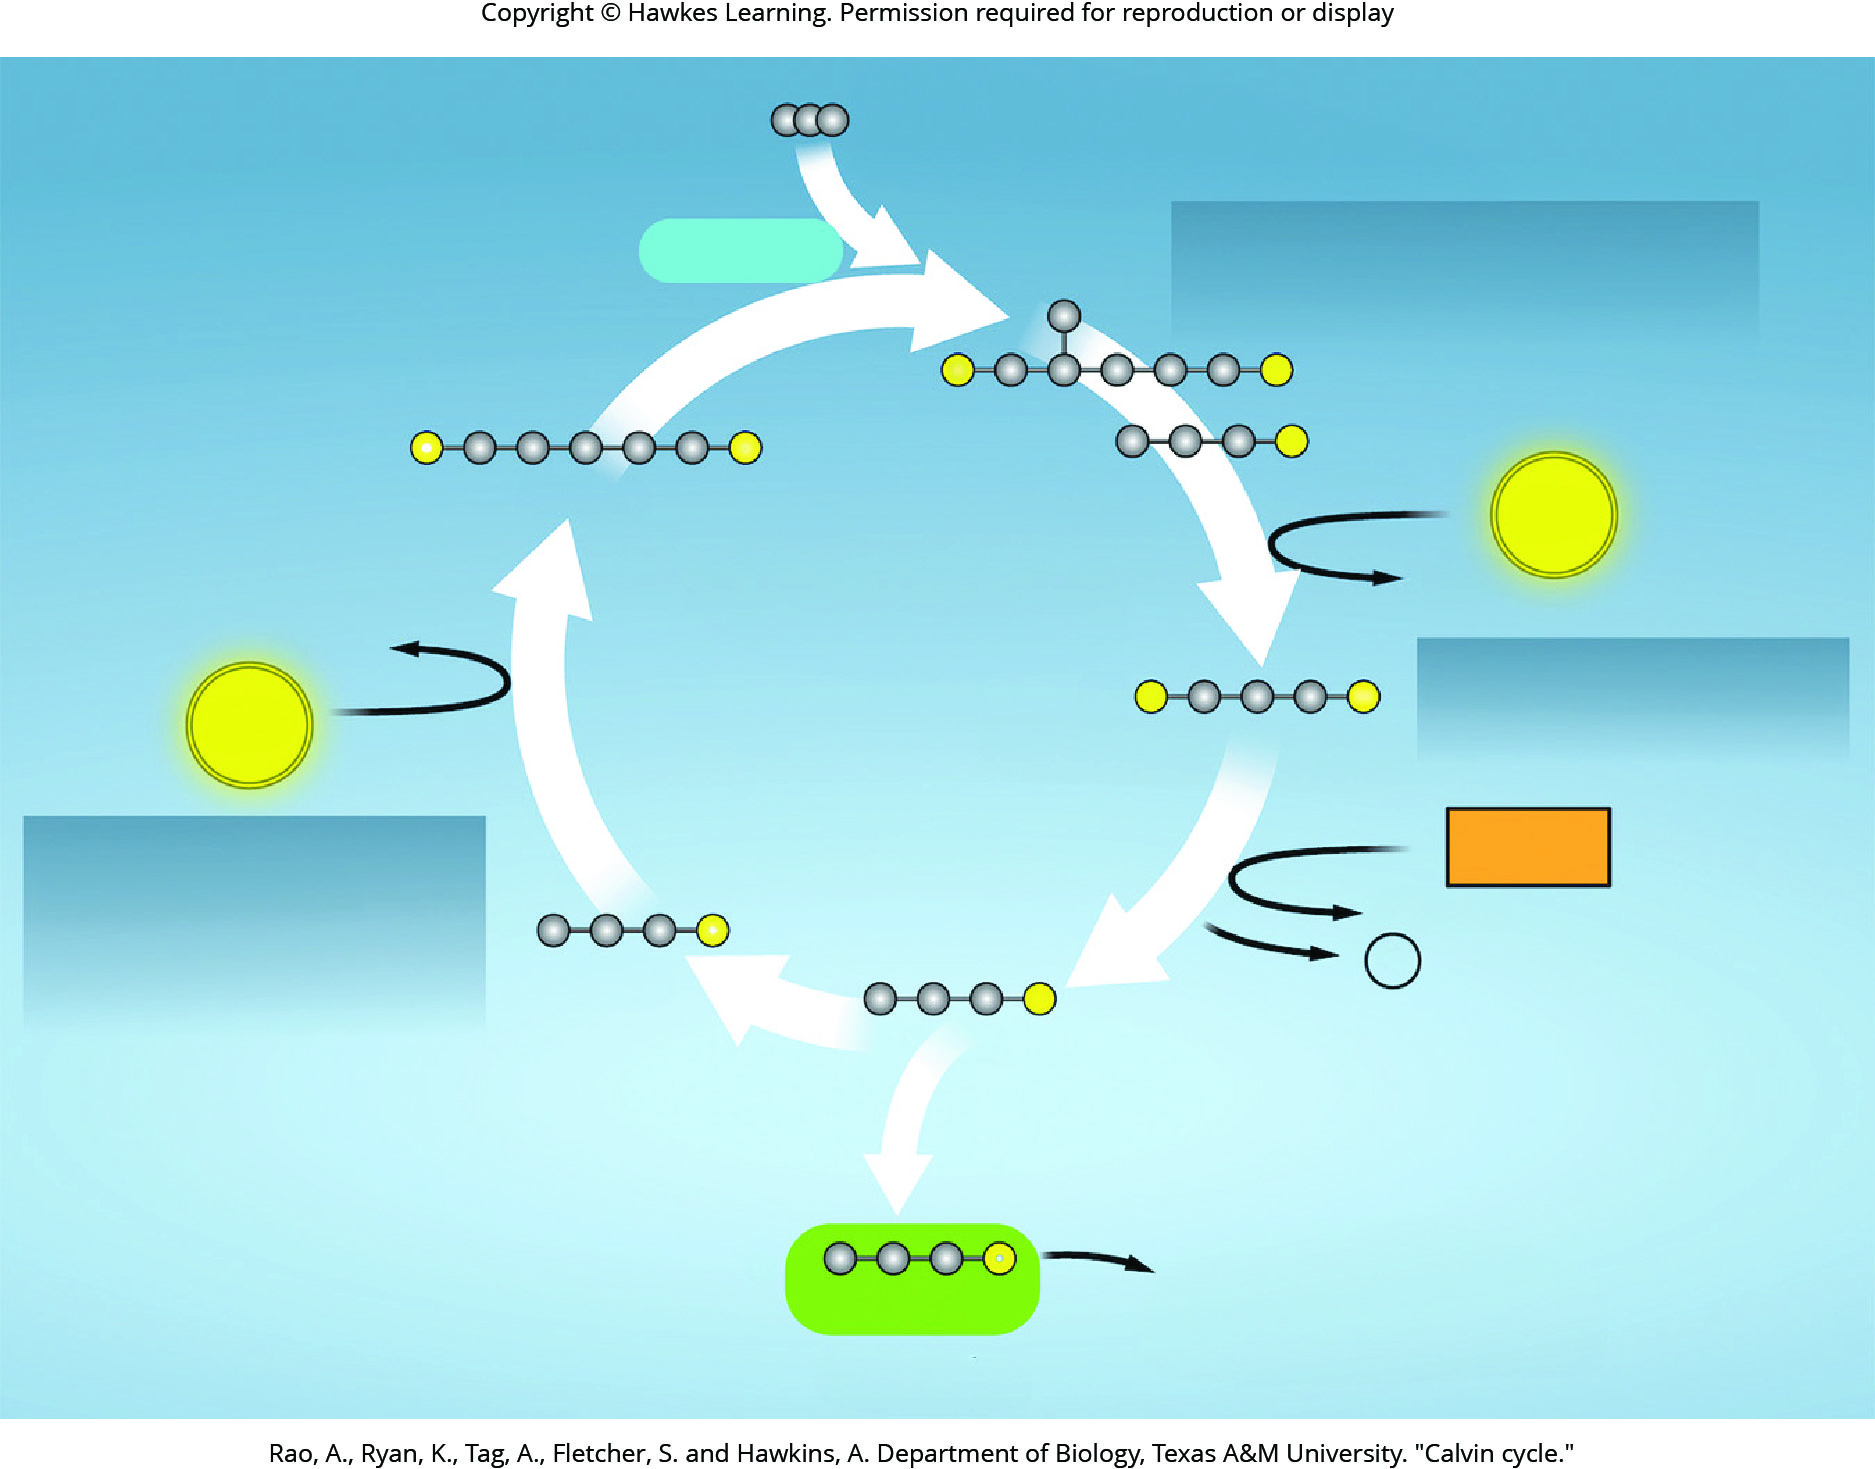 Copyright © Hawkes Learning. Permission required for reproduction or display
Rao, A., Ryan, K., Tag, A., Fletcher, S. and Hawkins, A. Department of Biology, Texas A&M University. "Calvin cycle."